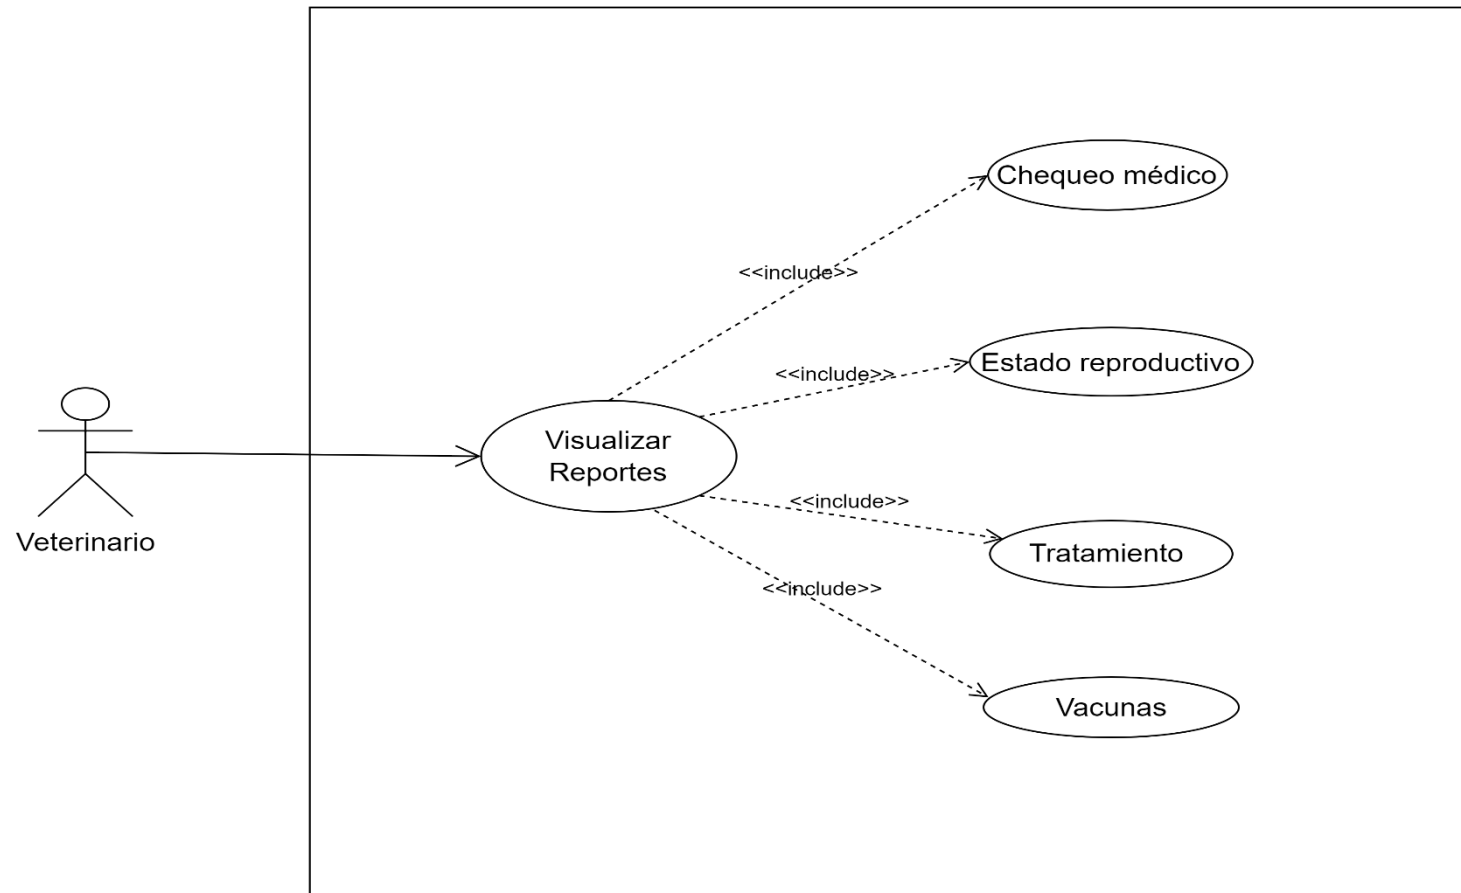 Chequeo médico
<<include>>
Estado reproductivo
<<include>>
Visualizar
Reportes
<<include>>
Veterinario
Tratamiento
<<include>>
Vacunas